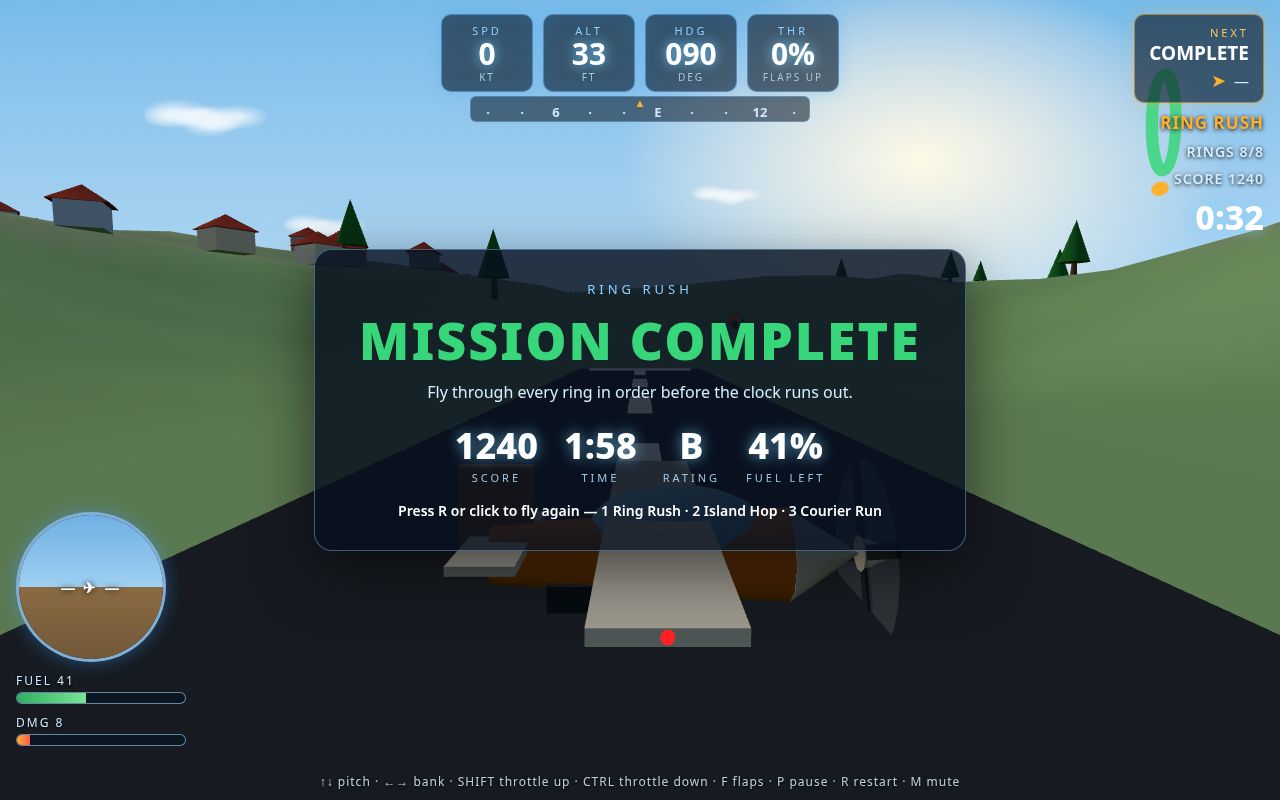 SPD
0
KT
ALT
33
FT
HDG
090
DEG
THR
0%
FLAPS UP
· · 6 · · E · · 12 ·
NEXT
COMPLETE
➤ —
RING RUSH
RINGS 8/8
SCORE 1240
0:32
RING RUSH
MISSION COMPLETE
Fly through every ring in order before the clock runs out.
1240 1:58 B 41%
SCORE TIME RATING FUEL LEFT
Press R or click to fly again — 1 Ring Rush · 2 Island Hop · 3 Courier Run
FUEL 41
DMG 8
↑↓ pitch · ←→ bank · SHIFT throttle up · CTRL throttle down · F flaps · P pause · R restart · M mute